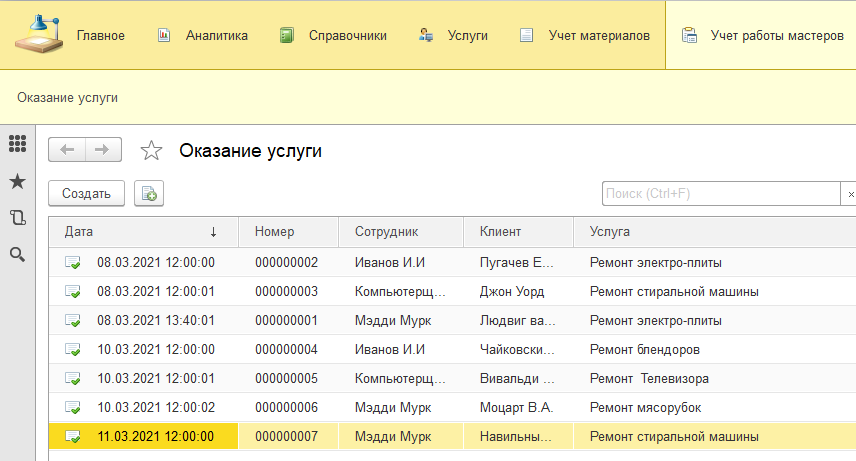 Главное Аналитика Справочники Услуги Учет материалов Учет работы мастеров
Оказание услуги
Оказание услуги
Создать Поиск (Ctrl+F) ×
Дата ↓ Номер Сотрудник Клиент Услуга
08.03.2021 12:00:00 000000002 Иванов И.И Пугачев Е... Ремонт электро-плиты
08.03.2021 12:00:01 000000003 Компьютерщ... Джон Уорд Ремонт стиральной машины
08.03.2021 13:40:01 000000001 Мэдди Мурк Людвиг ва... Ремонт электро-плиты
10.03.2021 12:00:00 000000004 Иванов И.И Чайковски... Ремонт блендоров
10.03.2021 12:00:01 000000005 Компьютерщ... Вивальди ... Ремонт  Телевизора
10.03.2021 12:00:02 000000006 Мэдди Мурк Моцарт В.А. Ремонт мясорубок
11.03.2021 12:00:00 000000007 Мэдди Мурк Навильны... Ремонт стиральной машины